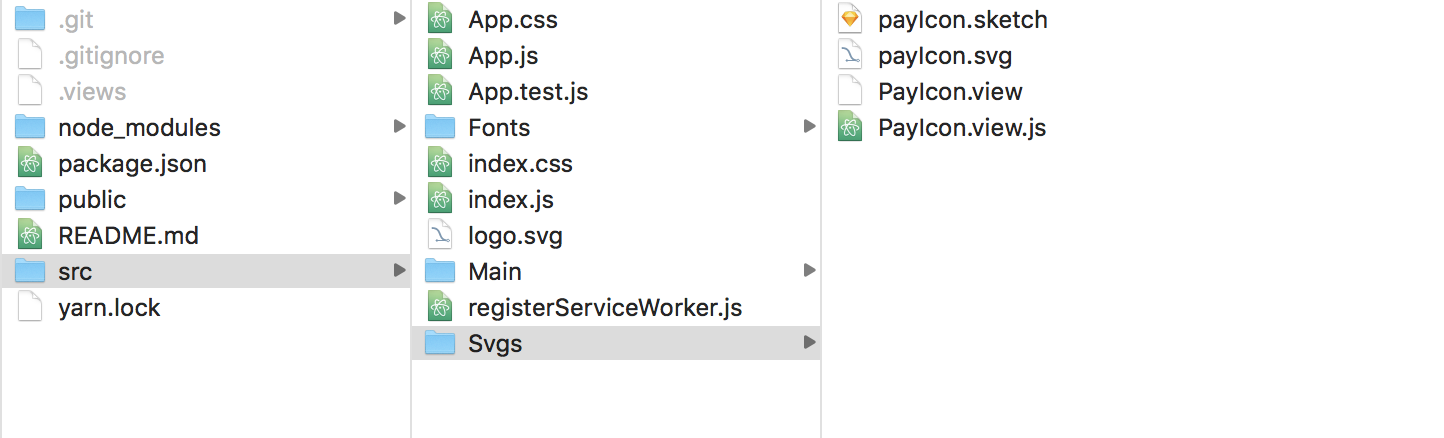 .git
.gitignore
.views
node_modules
package.json
public
README.md
src
yarn.lock
App.css
App.js
App.test.js
Fonts
index.css
index.js
logo.svg
Main
registerServiceWorker.js
Svgs
payIcon.sketch
payIcon.svg
PayIcon.view
PayIcon.view.js